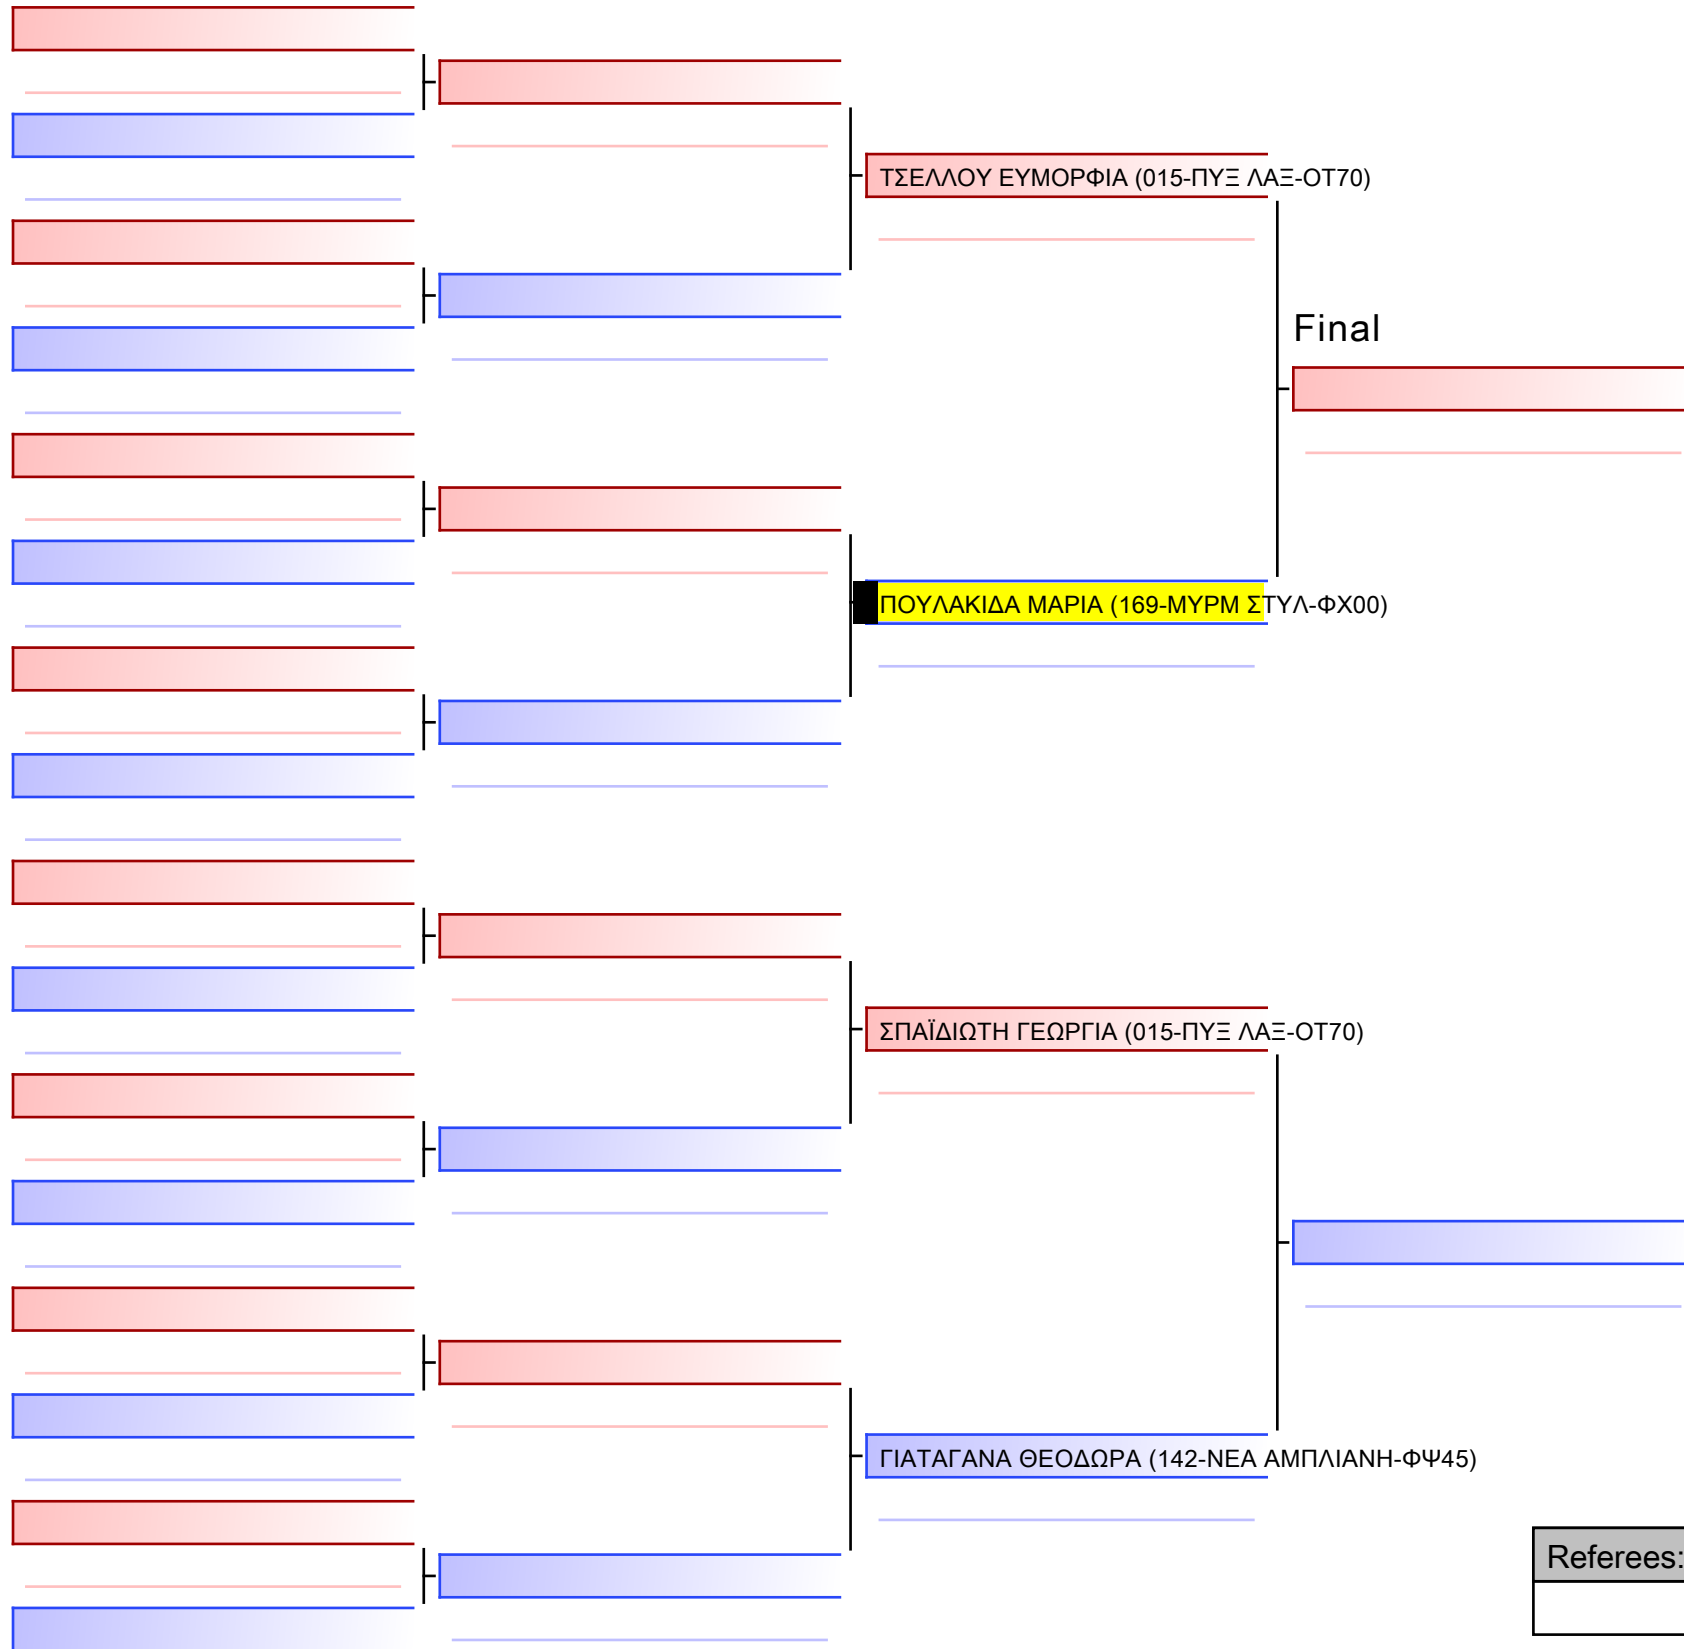 ΤΣΕΛΛΟΥ ΕΥΜΟΡΦΙΑ (015-ΠΥΞ ΛΑΞ-ΟΤ70)
Final
ΠΟΥΛΑΚΙΔΑ ΜΑΡΙΑ (169-ΜΥΡΜ ΣΤΥΛ-ΦΧ00)
ΣΠΑΪΔΙΩΤΗ ΓΕΩΡΓΙΑ (015-ΠΥΞ ΛΑΞ-ΟΤ70)
ΓΙΑΤΑΓΑΝΑ ΘΕΟΔΩΡΑ (142-ΝΕΑ ΑΜΠΛΙΑΝΗ-ΦΨ45)
Referees: